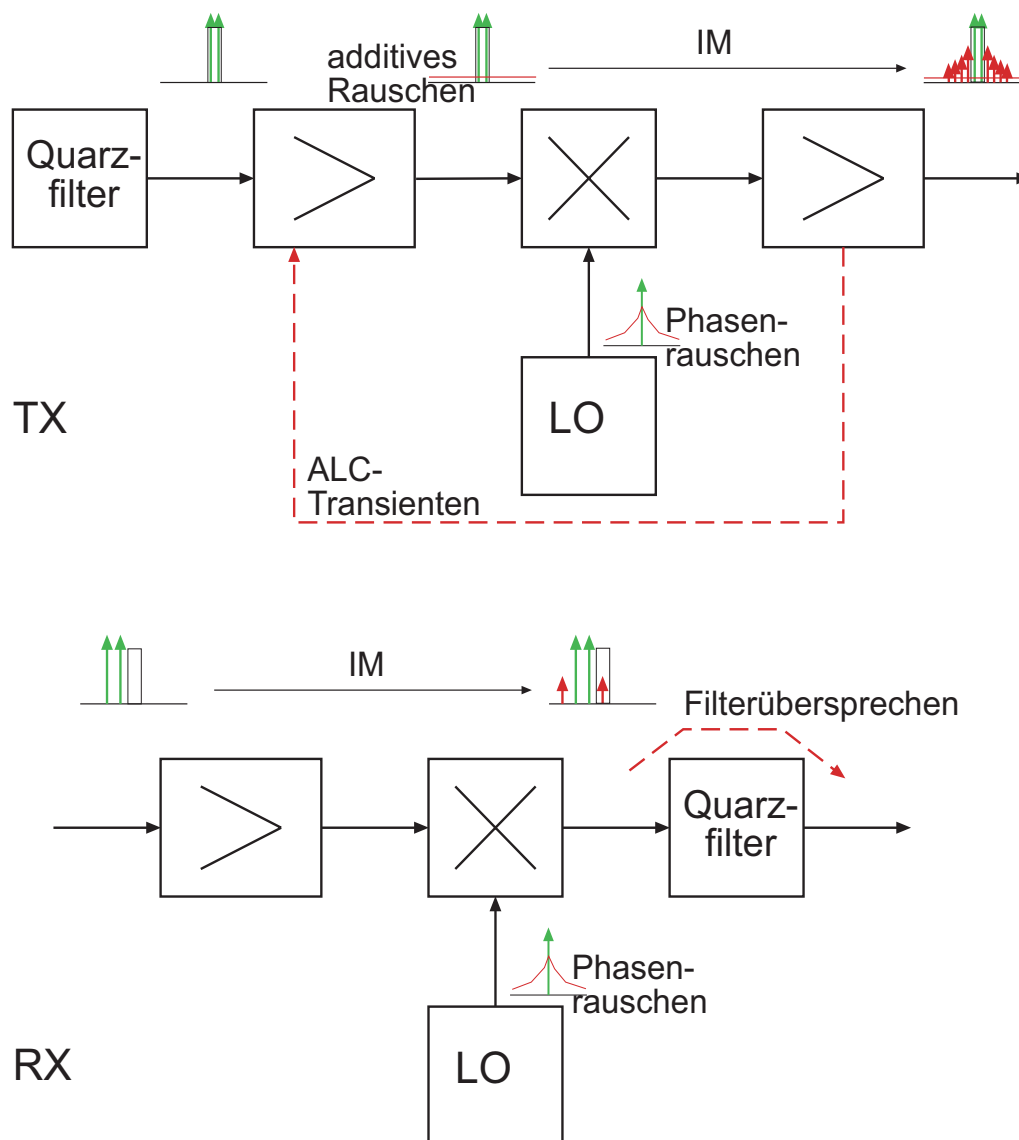 additives
Rauschen
IM
Quarz-
filter
Phasen-
rauschen
LO
TX
ALC-
Transienten
IM
Filterübersprechen
Quarz-
filter
Phasen-
rauschen
LO
RX